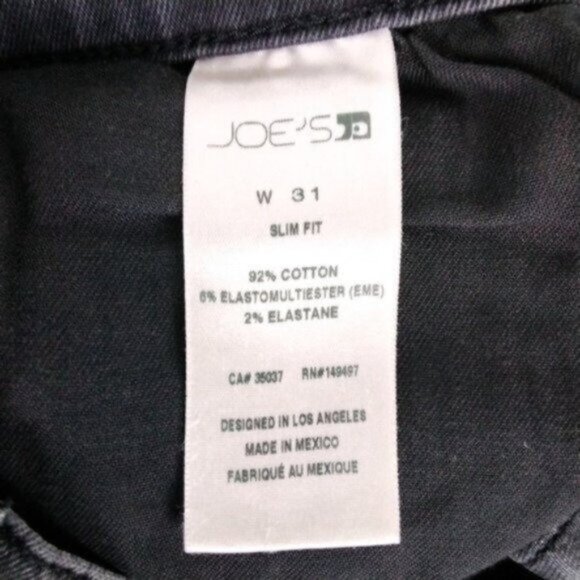 JOE'S
W 31
SLIM FIT
92% COTTON
6% ELASTOMULTIESTER (EME)
2% ELASTANE
CA# 35037 RN#149497
DESIGNED IN LOS ANGELES
MADE IN MEXICO
FABRIQUÉ AU MEXIQUE